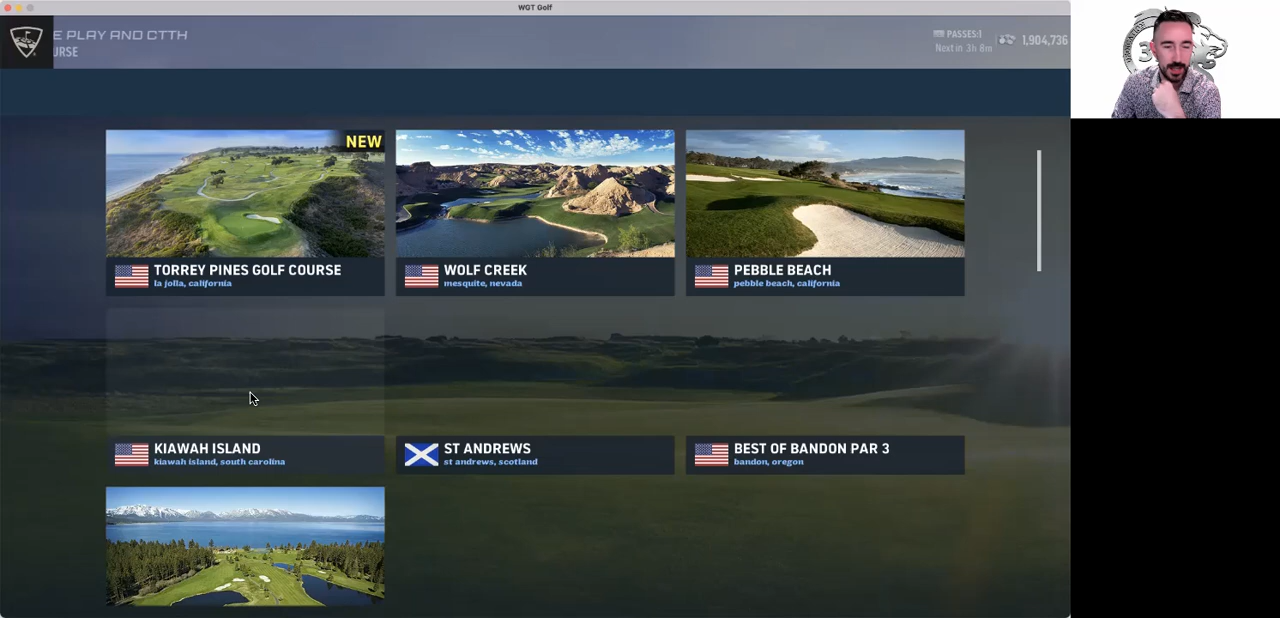 WGT Golf
E PLAY AND CTTH
URSE
PASSES:1
Next in 3h 8m
1,904,736
NEW
TORREY PINES GOLF COURSE
la jolla, california
WOLF CREEK
mesquite, nevada
PEBBLE BEACH
pebble beach, california
KIAWAH ISLAND
kiawah island, south carolina
ST ANDREWS
st andrews, scotland
BEST OF BANDON PAR 3
bandon, oregon